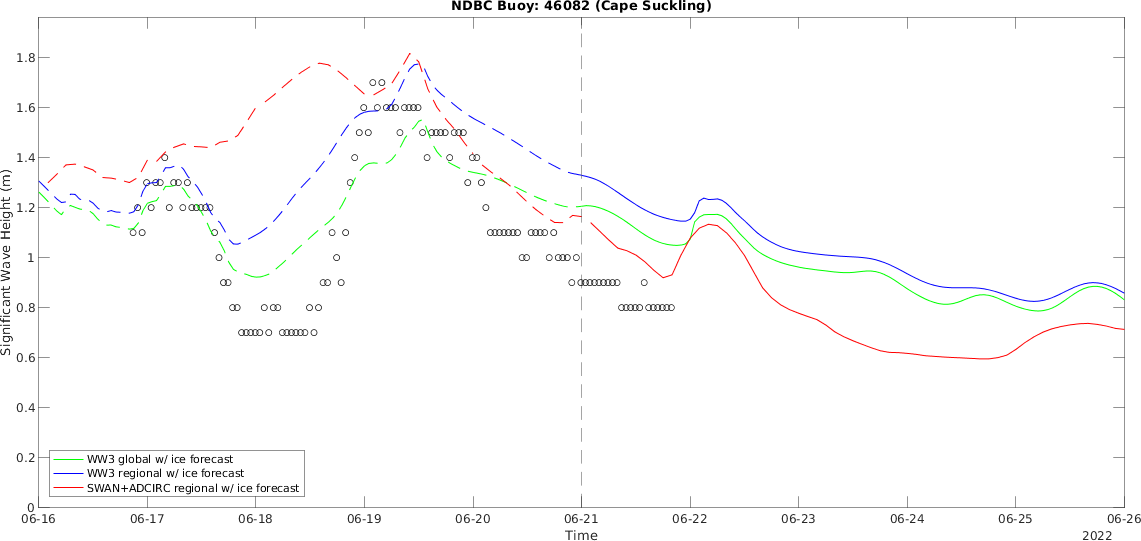 NDBC Buoy: 46082 (Cape Suckling)
Significant Wave Height (m)
1.8
1.6
1.4
1.2
1
0.8
0.6
0.4
0.2
0
WW3 global w/ ice forecast
WW3 regional w/ ice forecast
SWAN+ADCIRC regional w/ ice forecast
06-16 06-17 06-18 06-19 06-20 06-21 06-22 06-23 06-24 06-25 06-26
Time
2022